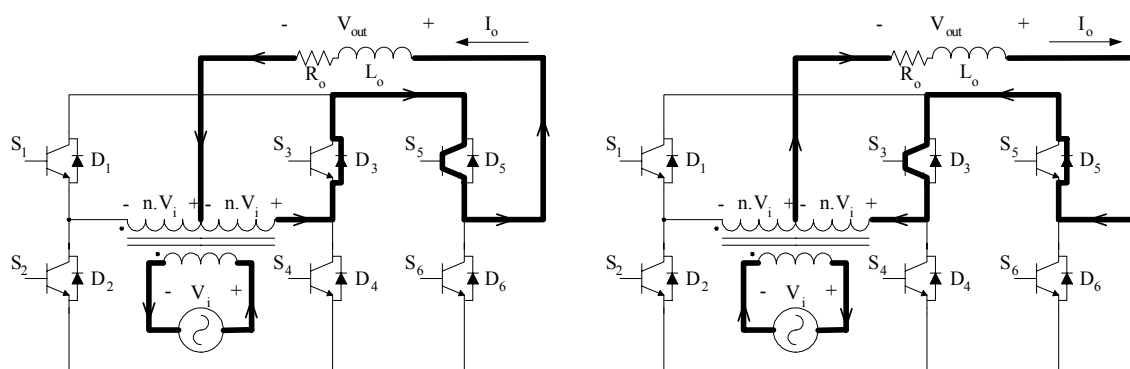 - V_out + I_o
R_o L_o
S_1 D_1 S_3 D_3 S_5 D_5
- n.V_i + - n.V_i +
S_2 D_2 S_4 D_4 S_6 D_6
- V_i +
- V_out + I_o
R_o L_o
S_1 D_1 S_3 D_3 S_5 D_5
- n.V_i + - n.V_i +
S_2 D_2 S_4 D_4 S_6 D_6
- V_i +